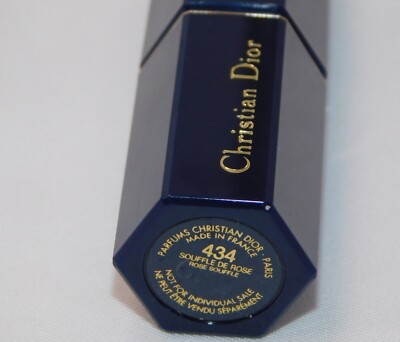 Christian Dior
PARFUMS CHRISTIAN DIOR - PARIS
MADE IN FRANCE
434
SOUFFLE DE ROSE
ROSE SOUFFLE
NOT FOR INDIVIDUAL SALE
NE PEUT ÊTRE VENDU SÉPARÉMENT